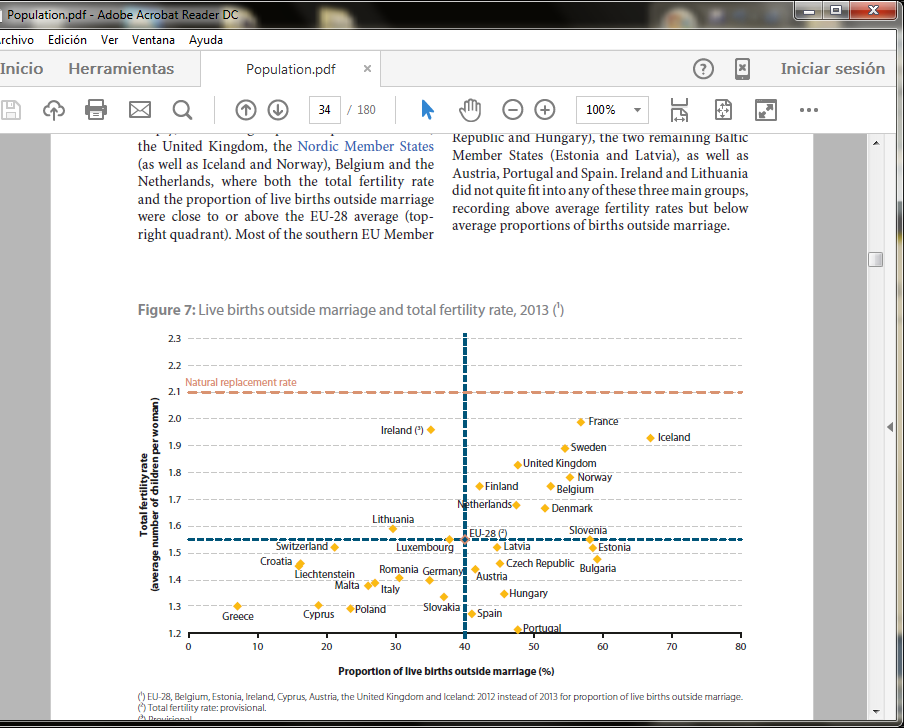 Population.pdf - Adobe Acrobat Reader DC
rchivo Edición Ver Ventana Ayuda
Inicio Herramientas Population.pdf × ? Iniciar sesión
34 / 180 100%
the United Kingdom, the Nordic Member States
(as well as Iceland and Norway), Belgium and the
Netherlands, where both the total fertility rate
and the proportion of live births outside marriage
were close to or above the EU-28 average (top-
right quadrant). Most of the southern EU Member
Republic and Hungary), the two remaining Baltic
Member States (Estonia and Latvia), as well as
Austria, Portugal and Spain. Ireland and Lithuania
did not quite fit into any of these three main groups,
recording above average fertility rates but below
average proportions of births outside marriage.
Figure 7: Live births outside marriage and total fertility rate, 2013 (¹)
Total fertility rate
(average number of children per woman)
2.3
2.2
2.1
2.0
1.9
1.8
1.7
1.6
1.5
1.4
1.3
1.2
Natural replacement rate
France
Ireland (³)
Iceland
Sweden
United Kingdom
Norway
Finland
Belgium
Netherlands
Denmark
Lithuania
Slovenia
EU-28 (²)
Switzerland
Luxembourg
Latvia
Estonia
Croatia
Czech Republic
Bulgaria
Liechtenstein
Romania
Germany
Austria
Malta
Italy
Hungary
Slovakia
Greece
Cyprus
Poland
Spain
Portugal
0 10 20 30 40 50 60 70 80
Proportion of live births outside marriage (%)
(¹) EU-28, Belgium, Estonia, Ireland, Cyprus, Austria, the United Kingdom and Iceland: 2012 instead of 2013 for proportion of live births outside marriage.
(²) Total fertility rate: provisional.
(³) Provisional